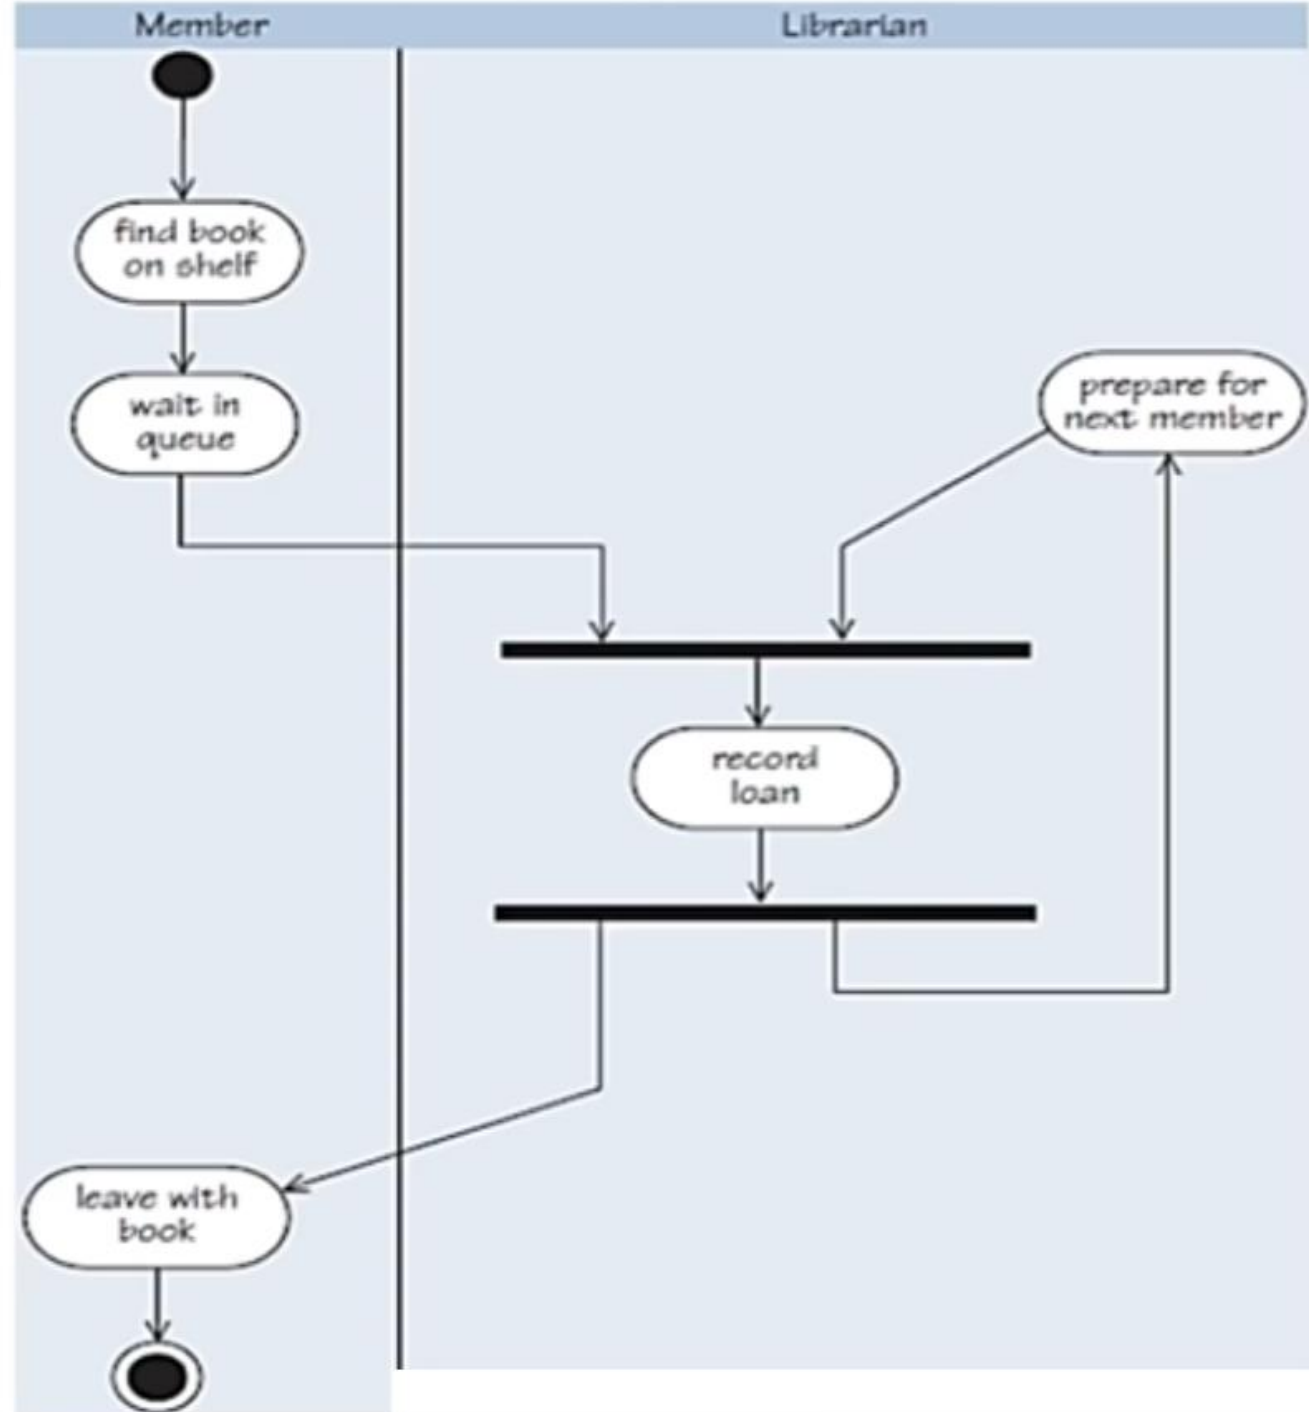 Member
Librarian
find book
on shelf
wait in
queue
prepare for
next member
record
loan
leave with
book